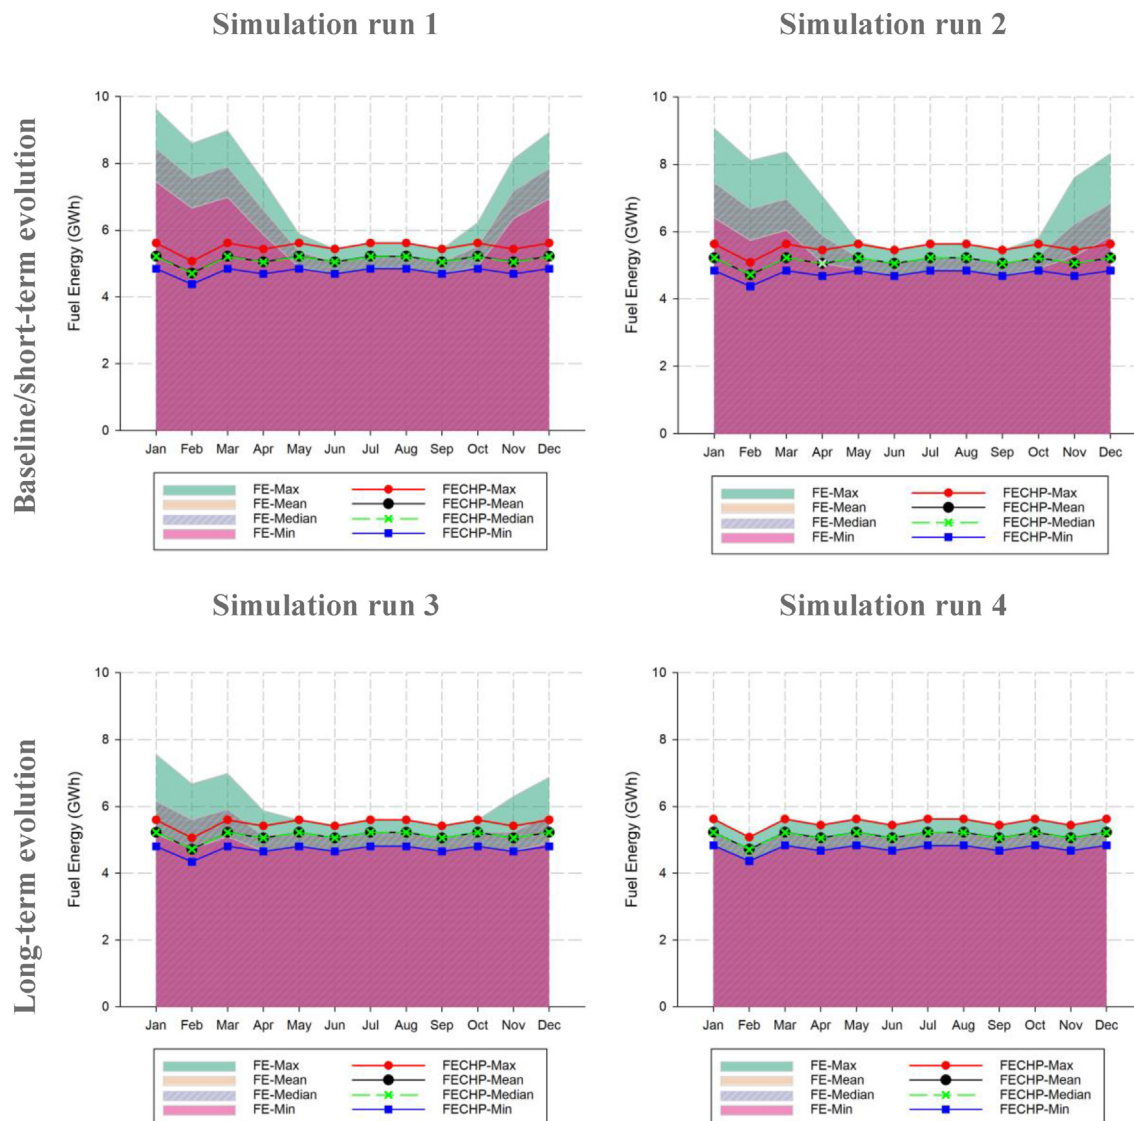 Simulation run 1
Simulation run 2
Baseline/short-term evolution
Fuel Energy (GWh)
10
8
6
4
2
0
Jan Feb Mar Apr May Jun Jul Aug Sep Oct Nov Dec
FE-Max FECHP-Max
FE-Mean FECHP-Mean
FE-Median FECHP-Median
FE-Min FECHP-Min
Fuel Energy (GWh)
10
8
6
4
2
0
Jan Feb Mar Apr May Jun Jul Aug Sep Oct Nov Dec
FE-Max FECHP-Max
FE-Mean FECHP-Mean
FE-Median FECHP-Median
FE-Min FECHP-Min
Simulation run 3
Simulation run 4
Long-term evolution
Fuel Energy (GWh)
10
8
6
4
2
0
Jan Feb Mar Apr May Jun Jul Aug Sep Oct Nov Dec
FE-Max FECHP-Max
FE-Mean FECHP-Mean
FE-Median FECHP-Median
FE-Min FECHP-Min
Fuel Energy (GWh)
10
8
6
4
2
0
Jan Feb Mar Apr May Jun Jul Aug Sep Oct Nov Dec
FE-Max FECHP-Max
FE-Mean FECHP-Mean
FE-Median FECHP-Median
FE-Min FECHP-Min